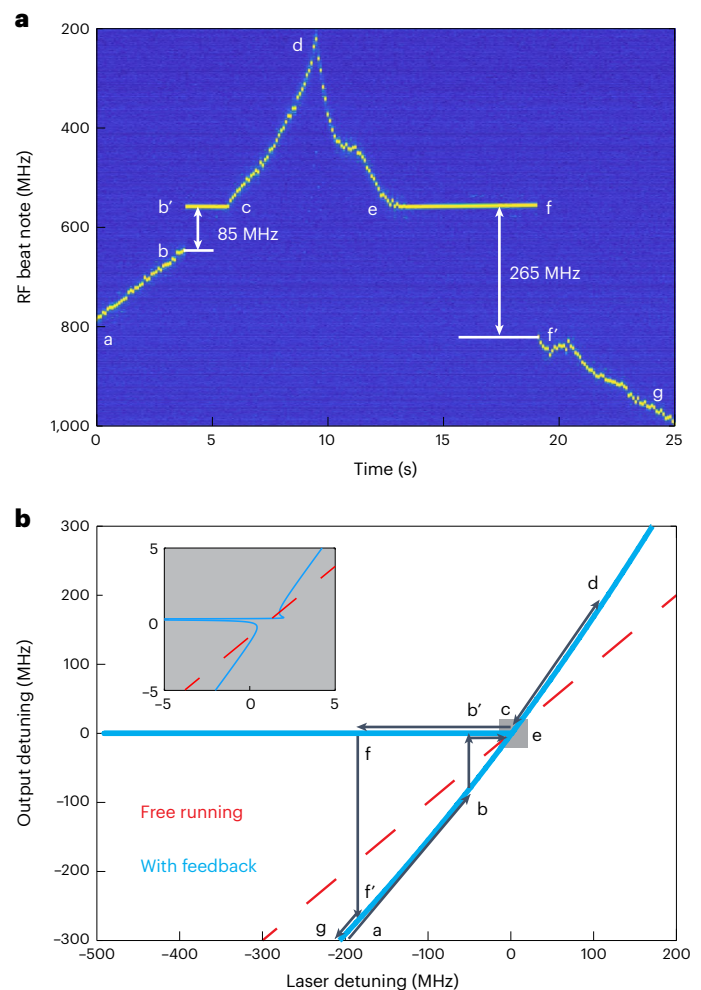 a
200
400
600
800
1,000
RF beat note (MHz)
a
b
b′
c
d
e
f
f′
g
85 MHz
265 MHz
0
5
10
15
20
25
Time (s)
b
300
200
100
0
–100
–200
–300
Output detuning (MHz)
5
0
–5
–5
0
5
d
b′
c
e
f
b
f′
g
a
Free running
With feedback
–500
–400
–300
–200
–100
0
100
200
Laser detuning (MHz)